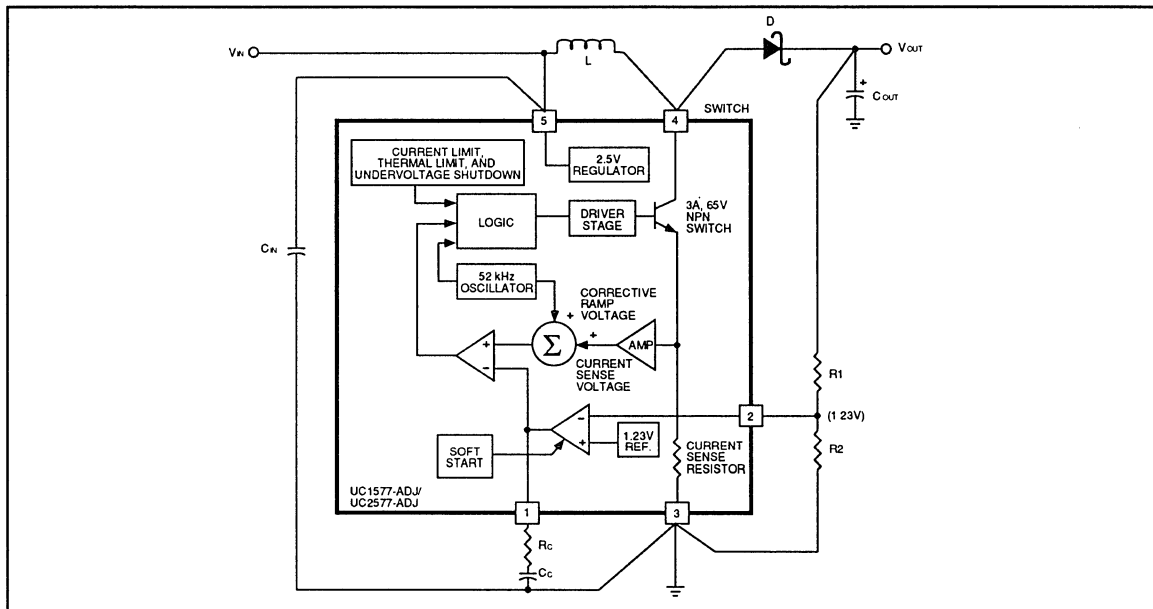 D
VIN
L
VOUT
+
COUT
5
4
SWITCH
CURRENT LIMIT,
THERMAL LIMIT, AND
UNDERVOLTAGE SHUTDOWN
2.5V
REGULATOR
LOGIC
DRIVER
STAGE
3A, 65V
NPN
SWITCH
CIN
52 kHz
OSCILLATOR
CORRECTIVE
RAMP
VOLTAGE
+
+
Σ
AMP
+
−
CURRENT
SENSE
VOLTAGE
R1
2
(1 23V)
−
+
1.23V
REF.
SOFT
START
CURRENT
SENSE
RESISTOR
R2
UC1577-ADJ/
UC2577-ADJ
1
3
RC
CC